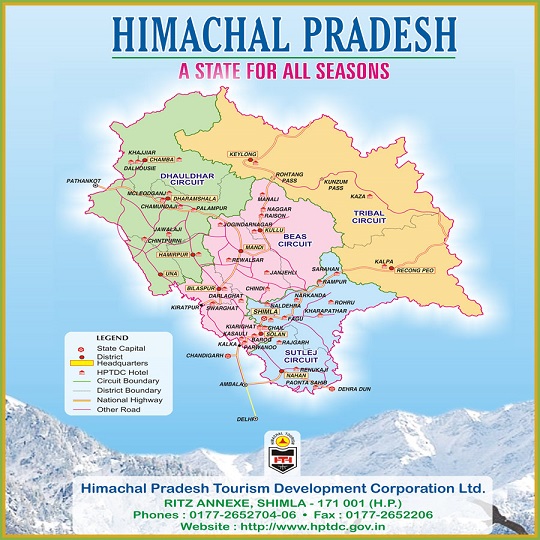 HIMACHAL PRADESH
A STATE FOR ALL SEASONS
KHAJJIAR
CHAMBA
DALHOUSIE
PATHANKOT
DHAULDHAR
CIRCUIT
MCLEODGANJ
DHARAMSHALA
CHAMUNDAJI
PALAMPUR
JAWALAJI
CHINTPURNI
HAMIRPUR
UNA
KEYLONG
ROHTANG
PASS
KUNZUM
PASS
KAZA
TRIBAL
CIRCUIT
MANALI
NAGGAR
RAISON
JOGINDARNAGAR
KULLU
BEAS
CIRCUIT
MANDI
REWALSAR
JANJEHLI
SARAHAN
RAMPUR
KALPA
RECONG PEO
BILASPUR
CHINDI
DARLAGHAT
KIRATPUR
SWARGHAT
NALDEHRA
NARKANDA
ROHRU
SHIMLA
KHARAPATHAR
FAGU
KIARIGHAT
CHAIL
KASAULI
SOLAN
BAROG
RAJGARH
KALKA
PARWANOO
SUTLEJ
CIRCUIT
CHANDIGARH
RENUKAJI
NAHAN
PAONTA SAHIB
AMBALA
DEHRA DUN
DELHI
LEGEND
State Capital
District
Headquarters
HPTDC Hotel
Circuit Boundary
District Boundary
National Highway
Other Road
HIMACHAL TOURISM
Himachal Pradesh Tourism Development Corporation Ltd.
RITZ ANNEXE, SHIMLA - 171 001 (H.P.)
Phones : 0177-2652704-06 • Fax : 0177-2652206
Website : http://www.hptdc.gov.in